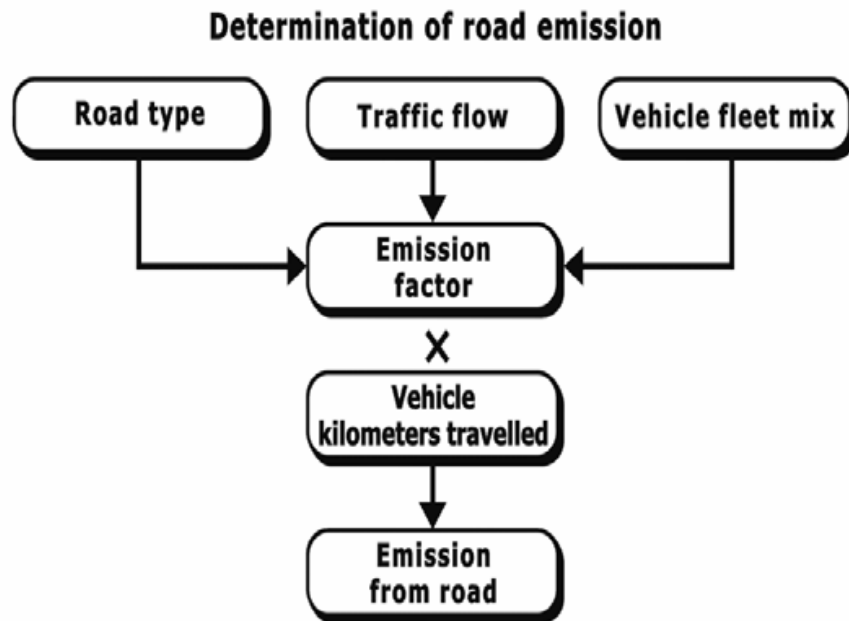 Determination of road emission
Road type
Traffic flow
Vehicle fleet mix
Emission
factor
X
Vehicle
kilometers travelled
Emission
from road